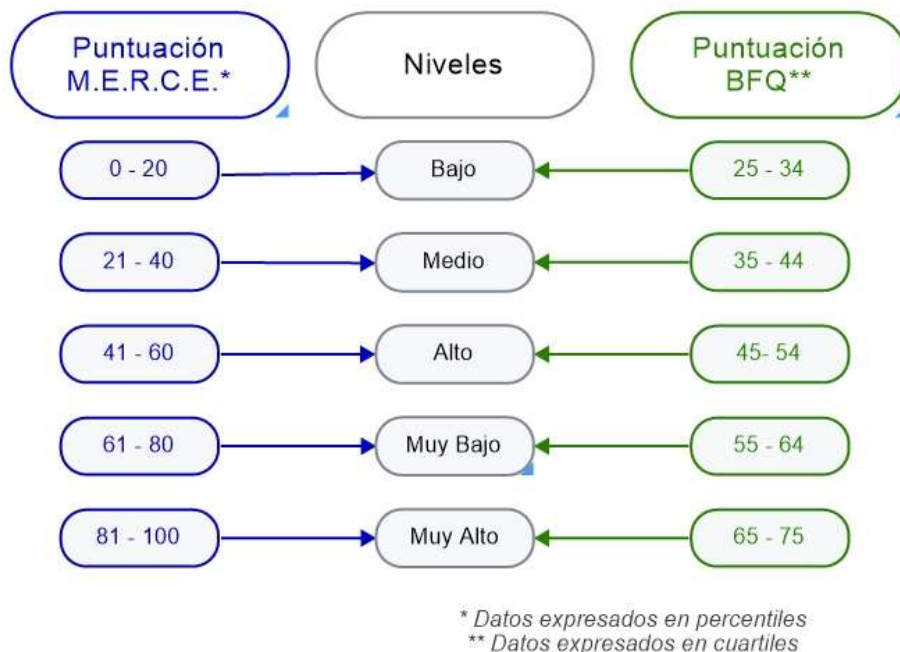 Puntuación
M.E.R.C.E.*
Niveles
Puntuación
BFQ**
0 - 20
Bajo
25 - 34
21 - 40
Medio
35 - 44
41 - 60
Alto
45- 54
61 - 80
Muy Bajo
55 - 64
81 - 100
Muy Alto
65 - 75
* Datos expresados en percentiles
** Datos expresados en cuartiles